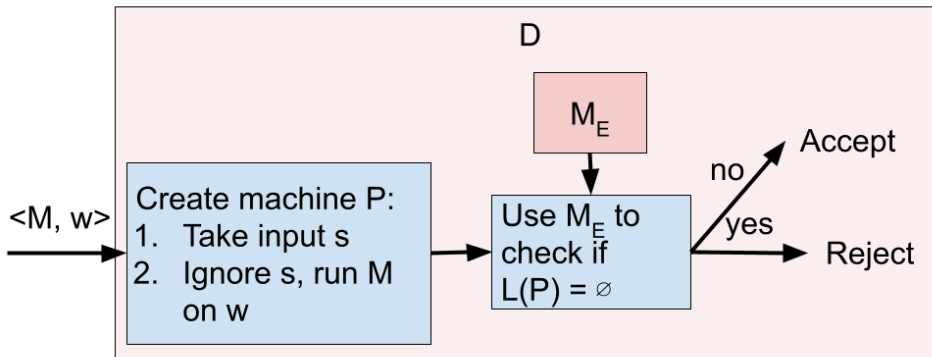 D
M_E
<M, w>
Create machine P:
1. Take input s
2. Ignore s, run M
on w
Use M_E to
check if
L(P) = ∅
no
Accept
yes
Reject